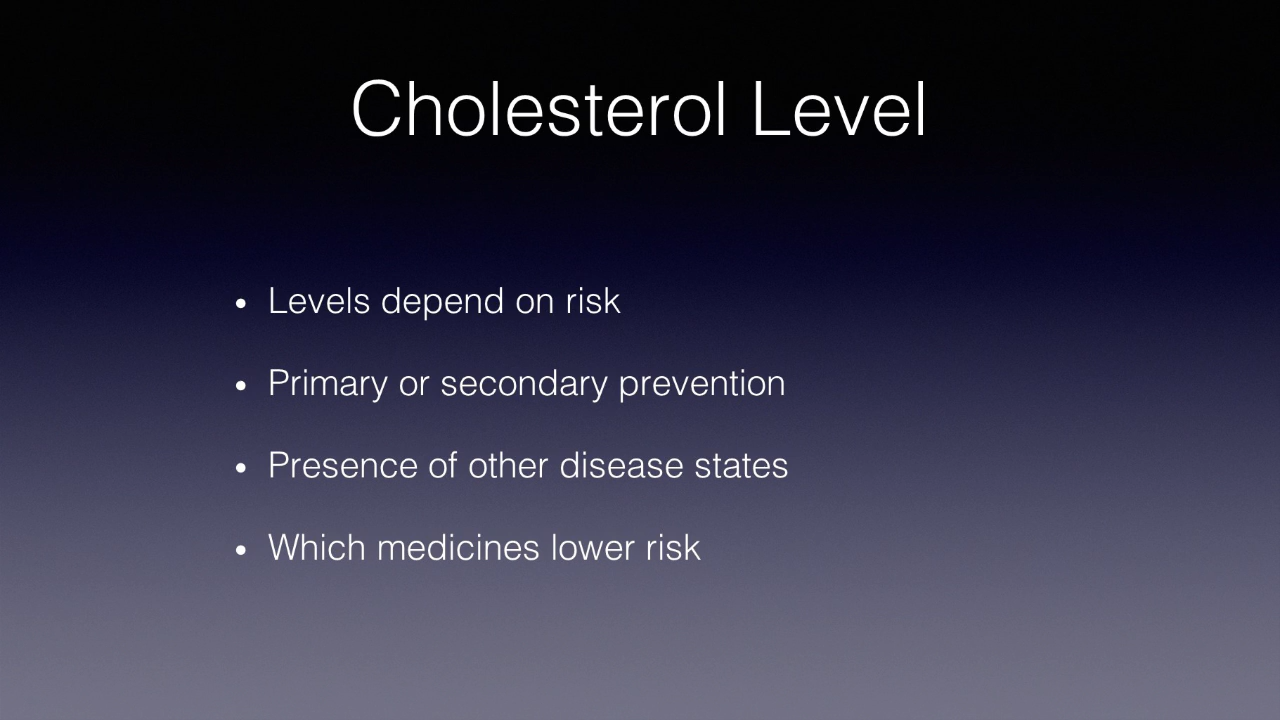 Cholesterol Level
• Levels depend on risk
• Primary or secondary prevention
• Presence of other disease states
• Which medicines lower risk